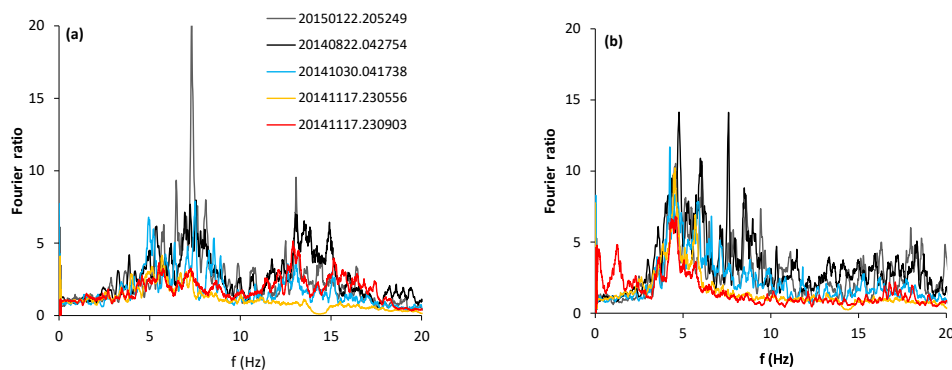 (a)
20150122.205249
20140822.042754
20141030.041738
20141117.230556
20141117.230903
20
15
10
5
0
Fourier ratio
0 5 10 15 20
f (Hz)
(b)
20
15
10
5
0
Fourier ratio
0 5 10 15 20
f (Hz)